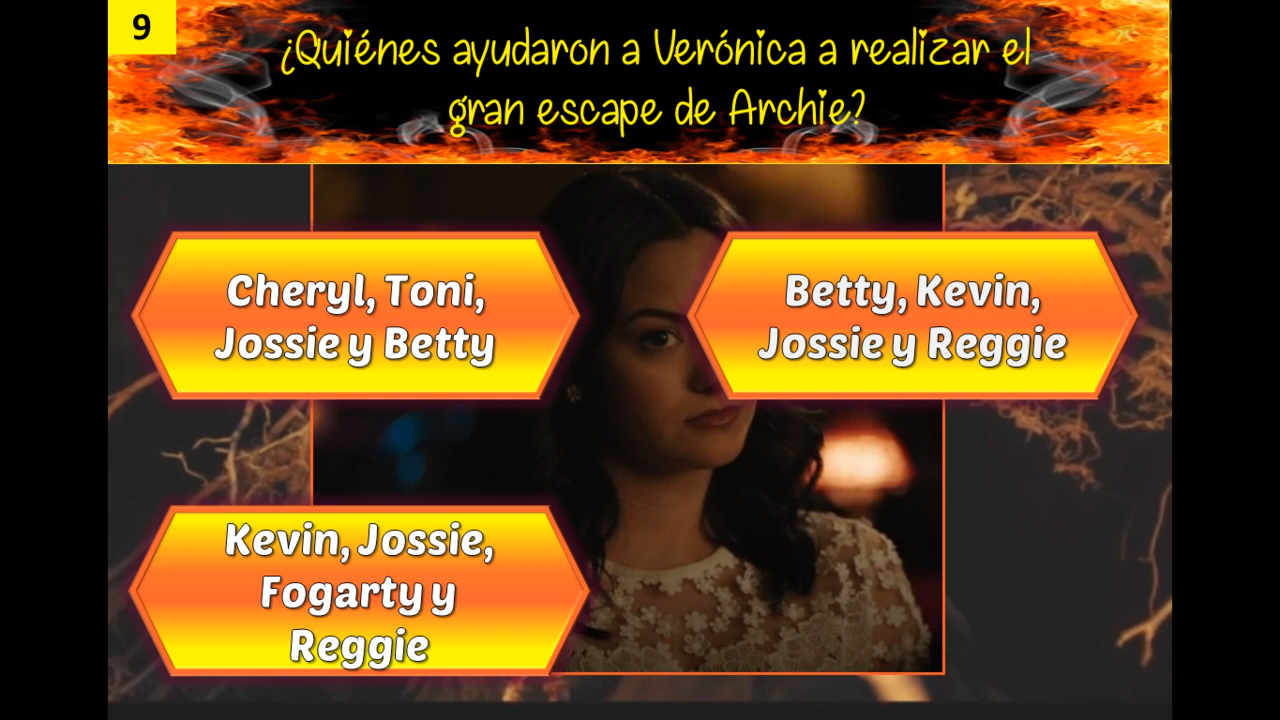 9
¿Quiénes ayudaron a Verónica a realizar el
gran escape de Archie?
Cheryl, Toni,
Jossie y Betty
Betty, Kevin,
Jossie y Reggie
Kevin, Jossie,
Fogarty y
Reggie